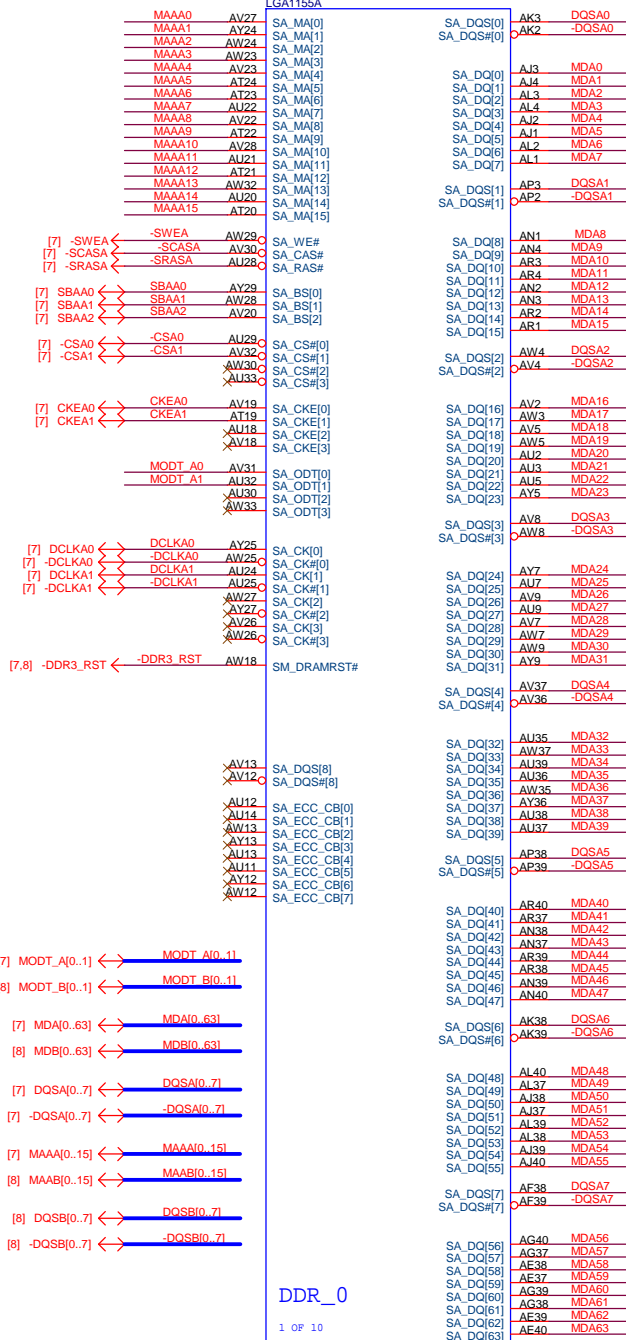 LGA1155A
MAAA0 AV27 SA_MA[0] SA_DQS[0] AK3 DQSA0
MAAA1 AY24 SA_MA[1] SA_DQS#[0] AK2 -DQSA0
MAAA2 AW24 SA_MA[2]
MAAA3 AW23 SA_MA[3]
MAAA4 AV23 SA_MA[4] SA_DQ[0] AJ3 MDA0
MAAA5 AT24 SA_MA[5] SA_DQ[1] AJ4 MDA1
MAAA6 AT23 SA_MA[6] SA_DQ[2] AL3 MDA2
MAAA7 AU22 SA_MA[7] SA_DQ[3] AL4 MDA3
MAAA8 AV22 SA_MA[8] SA_DQ[4] AJ2 MDA4
MAAA9 AT22 SA_MA[9] SA_DQ[5] AJ1 MDA5
MAAA10 AV28 SA_MA[10] SA_DQ[6] AL2 MDA6
MAAA11 AU21 SA_MA[11] SA_DQ[7] AL1 MDA7
MAAA12 AT21 SA_MA[12]
MAAA13 AW32 SA_MA[13] SA_DQS[1] AP3 DQSA1
MAAA14 AU20 SA_MA[14] SA_DQS#[1] AP2 -DQSA1
MAAA15 AT20 SA_MA[15]
[7] -SWEA -SWEA AW29 SA_WE# SA_DQ[8] AN1 MDA8
[7] -SCASA -SCASA AV30 SA_CAS# SA_DQ[9] AN4 MDA9
[7] -SRASA -SRASA AU28 SA_RAS# SA_DQ[10] AR3 MDA10
SA_DQ[11] AR4 MDA11
[7] SBAA0 SBAA0 AY29 SA_BS[0] SA_DQ[12] AN2 MDA12
[7] SBAA1 SBAA1 AW28 SA_BS[1] SA_DQ[13] AN3 MDA13
[7] SBAA2 SBAA2 AV20 SA_BS[2] SA_DQ[14] AR2 MDA14
SA_DQ[15] AR1 MDA15
[7] -CSA0 -CSA0 AU29 SA_CS#[0]
[7] -CSA1 -CSA1 AV32 SA_CS#[1] SA_DQS[2] AW4 DQSA2
AW30 SA_CS#[2] SA_DQS#[2] AV4 -DQSA2
AU33 SA_CS#[3]
[7] CKEA0 CKEA0 AV19 SA_CKE[0] SA_DQ[16] AV2 MDA16
[7] CKEA1 CKEA1 AT19 SA_CKE[1] SA_DQ[17] AW3 MDA17
AU18 SA_CKE[2] SA_DQ[18] AV5 MDA18
AV18 SA_CKE[3] SA_DQ[19] AW5 MDA19
SA_DQ[20] AU2 MDA20
MODT_A0 AV31 SA_ODT[0] SA_DQ[21] AU3 MDA21
MODT_A1 AU32 SA_ODT[1] SA_DQ[22] AU5 MDA22
AU30 SA_ODT[2] SA_DQ[23] AY5 MDA23
AW33 SA_ODT[3]
SA_DQS[3] AV8 DQSA3
SA_DQS#[3] AW8 -DQSA3
[7] DCLKA0 DCLKA0 AY25 SA_CK[0]
[7] -DCLKA0 -DCLKA0 AW25 SA_CK#[0]
[7] DCLKA1 DCLKA1 AU24 SA_CK[1] SA_DQ[24] AY7 MDA24
[7] -DCLKA1 -DCLKA1 AU25 SA_CK#[1] SA_DQ[25] AU7 MDA25
AW27 SA_CK[2] SA_DQ[26] AV9 MDA26
AY27 SA_CK#[2] SA_DQ[27] AU9 MDA27
AV26 SA_CK[3] SA_DQ[28] AV7 MDA28
AW26 SA_CK#[3] SA_DQ[29] AW7 MDA29
SA_DQ[30] AW9 MDA30
[7,8] -DDR3_RST -DDR3_RST AW18 SM_DRAMRST# SA_DQ[31] AY9 MDA31
SA_DQS[4] AV37 DQSA4
SA_DQS#[4] AV36 -DQSA4
SA_DQ[32] AU35 MDA32
SA_DQ[33] AW37 MDA33
AV13 SA_DQS[8] SA_DQ[34] AU39 MDA34
AV12 SA_DQS#[8] SA_DQ[35] AU36 MDA35
SA_DQ[36] AW35 MDA36
AU12 SA_ECC_CB[0] SA_DQ[37] AY36 MDA37
AU14 SA_ECC_CB[1] SA_DQ[38] AU38 MDA38
AW13 SA_ECC_CB[2] SA_DQ[39] AU37 MDA39
AY13 SA_ECC_CB[3]
AU13 SA_ECC_CB[4] SA_DQS[5] AP38 DQSA5
AU11 SA_ECC_CB[5] SA_DQS#[5] AP39 -DQSA5
AY12 SA_ECC_CB[6]
AW12 SA_ECC_CB[7]
SA_DQ[40] AR40 MDA40
SA_DQ[41] AR37 MDA41
SA_DQ[42] AN38 MDA42
SA_DQ[43] AN37 MDA43
7] MODT_A[0..1] MODT_A[0..1] SA_DQ[44] AR39 MDA44
SA_DQ[45] AR38 MDA45
8] MODT_B[0..1] MODT_B[0..1] SA_DQ[46] AN39 MDA46
SA_DQ[47] AN40 MDA47
[7] MDA[0..63] MDA[0..63] SA_DQS[6] AK38 DQSA6
SA_DQS#[6] AK39 -DQSA6
[8] MDB[0..63] MDB[0..63]
SA_DQ[48] AL40 MDA48
[7] DQSA[0..7] DQSA[0..7] SA_DQ[49] AL37 MDA49
SA_DQ[50] AJ38 MDA50
[7] -DQSA[0..7] -DQSA[0..7] SA_DQ[51] AJ37 MDA51
SA_DQ[52] AL39 MDA52
SA_DQ[53] AL38 MDA53
[7] MAAA[0..15] MAAA[0..15] SA_DQ[54] AJ39 MDA54
SA_DQ[55] AJ40 MDA55
[8] MAAB[0..15] MAAB[0..15]
SA_DQS[7] AF38 DQSA7
SA_DQS#[7] AF39 -DQSA7
[8] DQSB[0..7] DQSB[0..7]
[8] -DQSB[0..7] -DQSB[0..7] SA_DQ[56] AG40 MDA56
SA_DQ[57] AG37 MDA57
SA_DQ[58] AE38 MDA58
SA_DQ[59] AE37 MDA59
DDR_0 SA_DQ[60] AG39 MDA60
SA_DQ[61] AG38 MDA61
SA_DQ[62] AE39 MDA62
1 OF 10 SA_DQ[63] AE40 MDA63